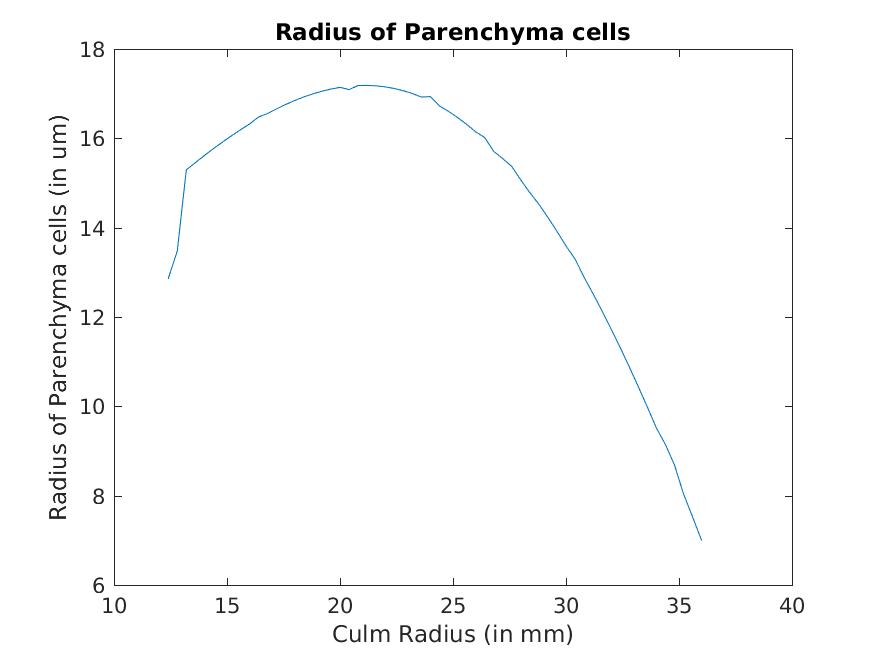 Radius of Parenchyma cells
18
16
14
12
10
8
6
Radius of Parenchyma cells (in um)
10 15 20 25 30 35 40
Culm Radius (in mm)